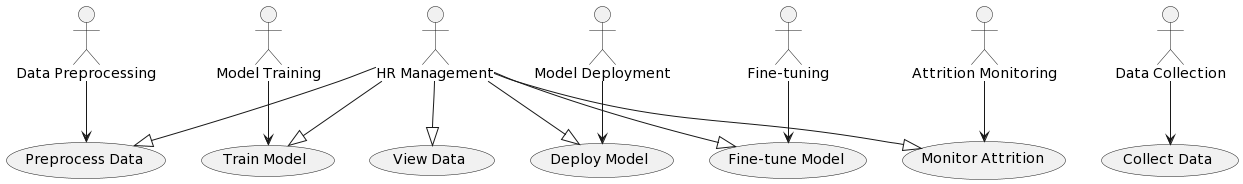 Data Preprocessing
Model Training
HR Management
Model Deployment
Fine-tuning
Attrition Monitoring
Data Collection
Preprocess Data
Train Model
View Data
Deploy Model
Fine-tune Model
Monitor Attrition
Collect Data